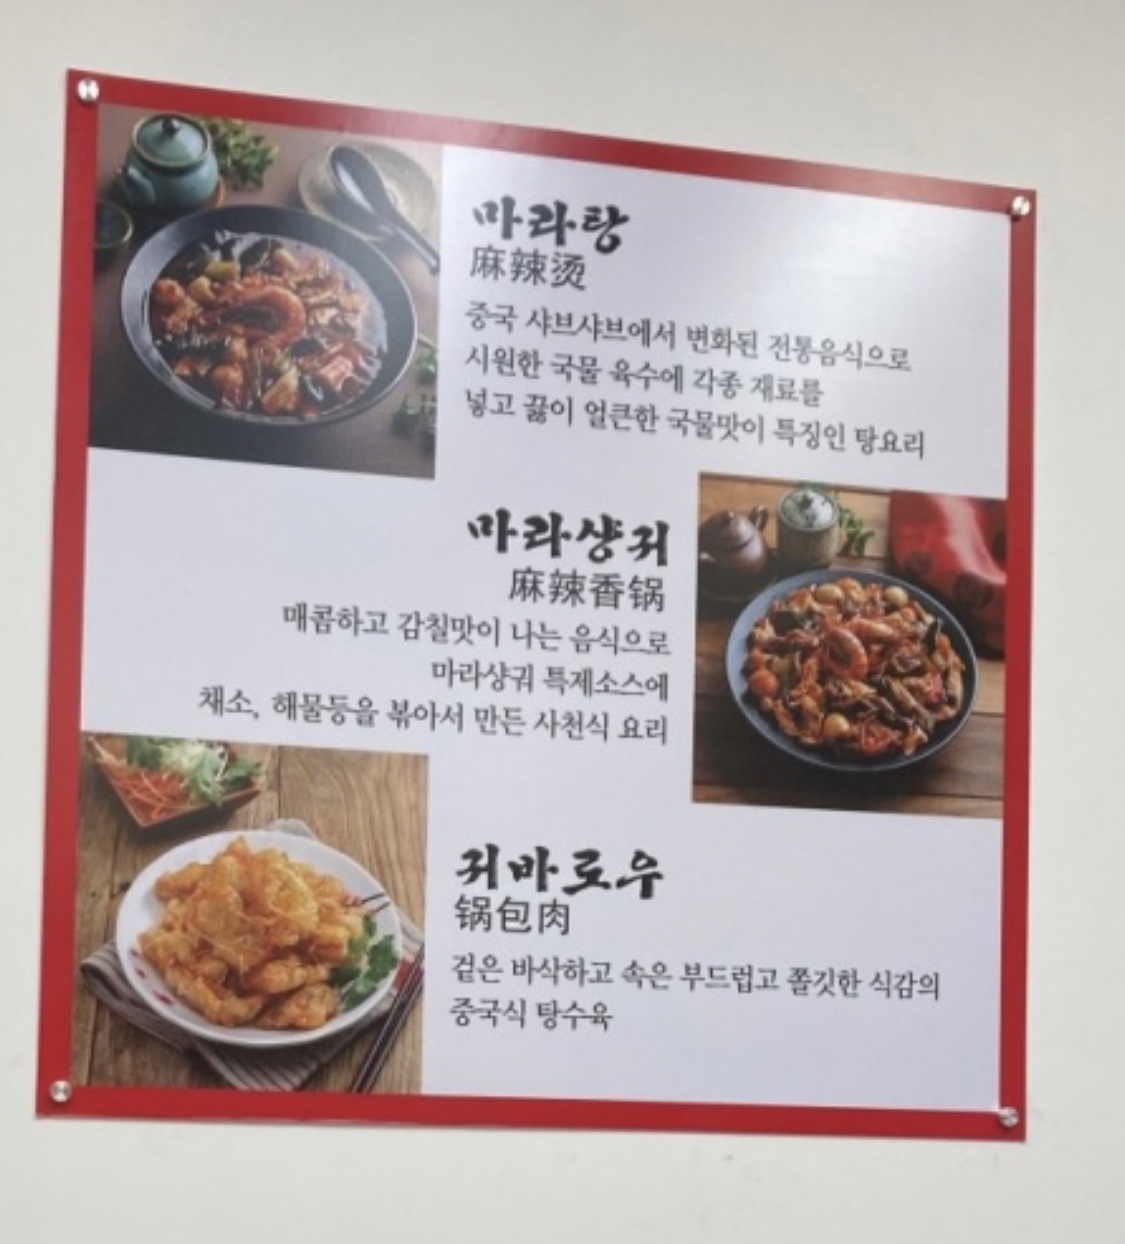 마라탕
麻辣烫
중국 샤브샤브에서 변화된 전통음식으로
시원한 국물 육수에 각종 재료를
넣고 끓이 얼큰한 국물맛이 특징인 탕요리
마라샹궈
麻辣香锅
매콤하고 감칠맛이 나는 음식으로
마라샹궈 특제소스에
채소, 해물등을 볶아서 만든 사천식 요리
궈바로우
锅包肉
겉은 바삭하고 속은 부드럽고 쫄깃한 식감의
중국식 탕수육